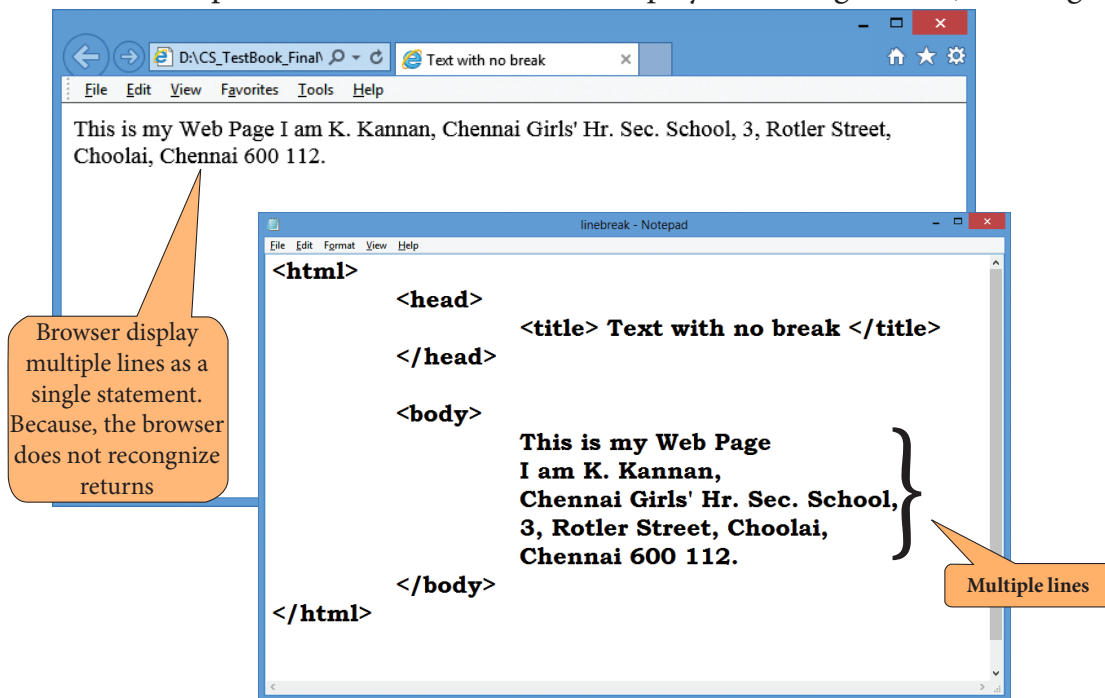 D:\CS_TestBook_Final\
Text with no break
File Edit View Favorites Tools Help
This is my Web Page I am K. Kannan, Chennai Girls' Hr. Sec. School, 3, Rotler Street,
Choolai, Chennai 600 112.
linebreak - Notepad
File Edit Format View Help
<html>
<head>
<title> Text with no break </title>
</head>
<body>
This is my Web Page
I am K. Kannan,
Chennai Girls' Hr. Sec. School,
3, Rotler Street, Choolai,
Chennai 600 112.
</body>
</html>
Browser display
multiple lines as a
single statement.
Because, the browser
does not recongnize
returns
Multiple lines